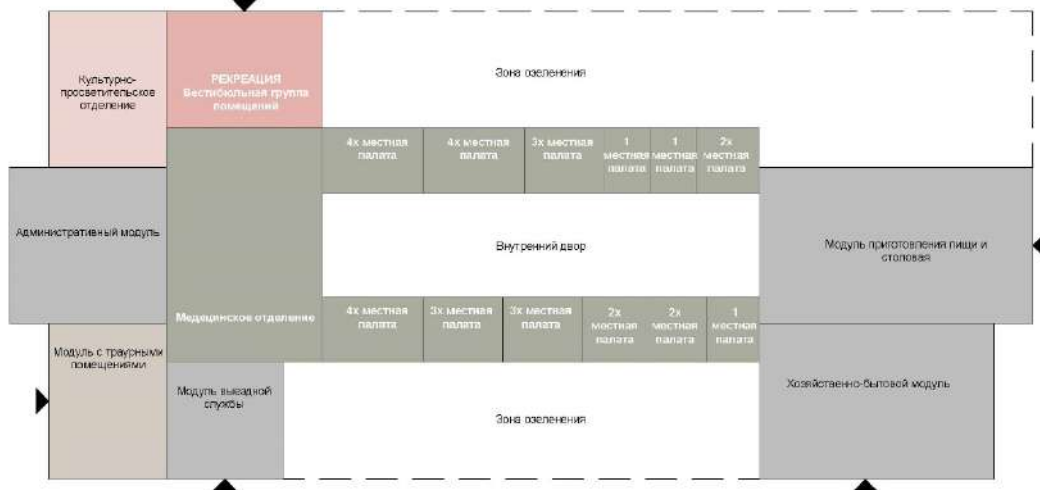 Культурно-
просветительское
отделение
РЕКРЕАЦИЯ
Вестибюльная группа
помещений
Зона озеленения
4х местная
палата
4х местная
палата
3х местная
палата
1
местная
палата
1
местная
палата
2х
местная
палата
Административный модуль
Внутренний двор
Модуль приготовления пищи и
столовая
Медецинское отделение
4х местная
палата
3х местная
палата
3х местная
палата
2х
местная
палата
2х
местная
палата
1
местная
палата
Модуль с траурными
помещениями
Модуль выездной
службы
Зона озеленения
Хозяйственно-бытовой модуль